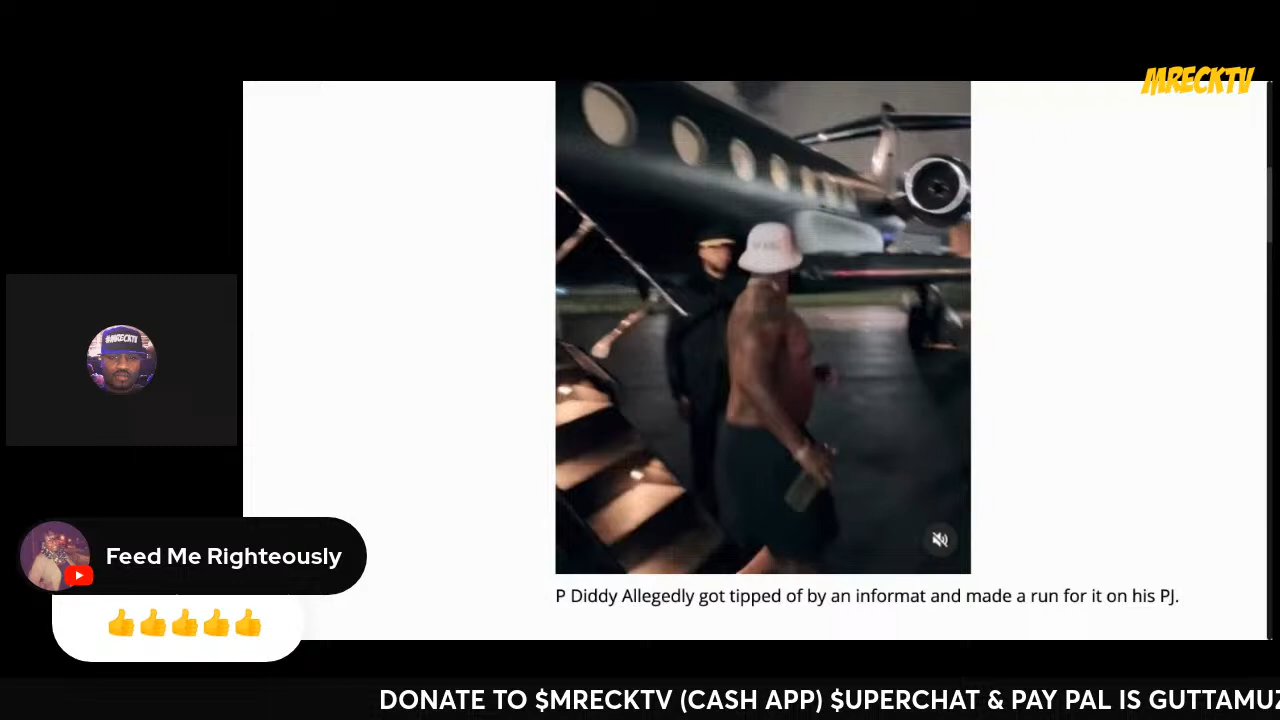 MRECKTV
#MRECKTV
Feed Me Righteously
P Diddy Allegedly got tipped of by an informat and made a run for it on his PJ.
DONATE TO $MRECKTV (CASH APP) $UPERCHAT & PAY PAL IS GUTTAMUZ